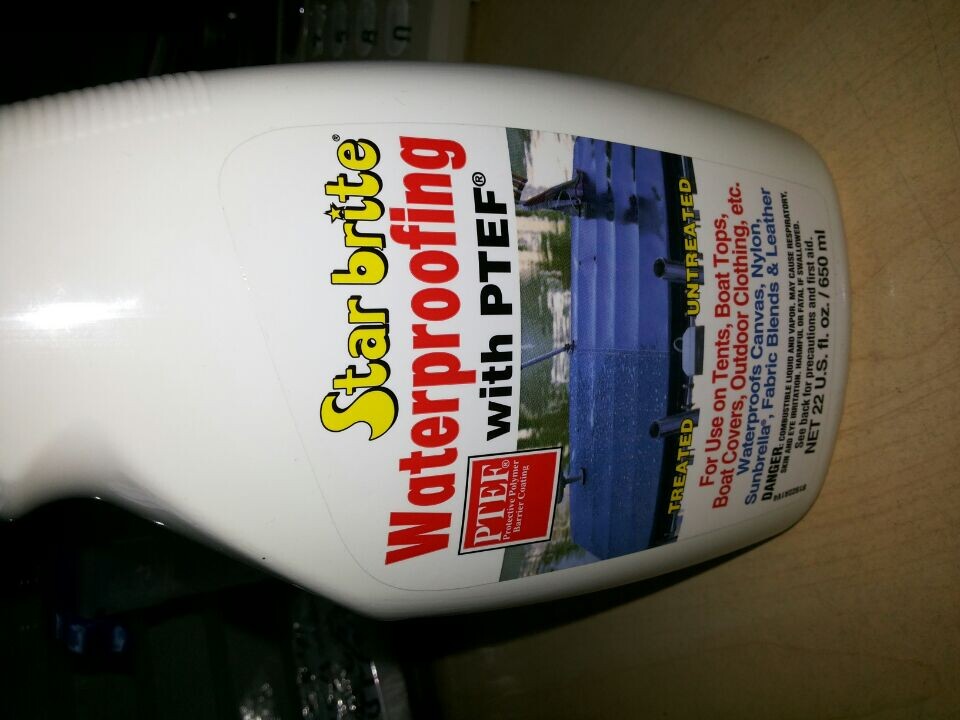 Star brite®
Waterproofing
with PTEF®
PTEF®
Protective Polymer
Barrier Coating
TREATED
UNTREATED
For Use on Tents, Boat Tops,
Boat Covers, Outdoor Clothing, etc.
Waterproofs Canvas, Nylon,
Sunbrella®, Fabric Blends & Leather
DANGER: COMBUSTIBLE LIQUID AND VAPOR. MAY CAUSE RESPIRATORY,
SKIN AND EYE IRRITATION. HARMFUL OR FATAL IF SWALLOWED.
See back for precautions and first aid.
NET 22 U.S. fl. oz. / 650 ml